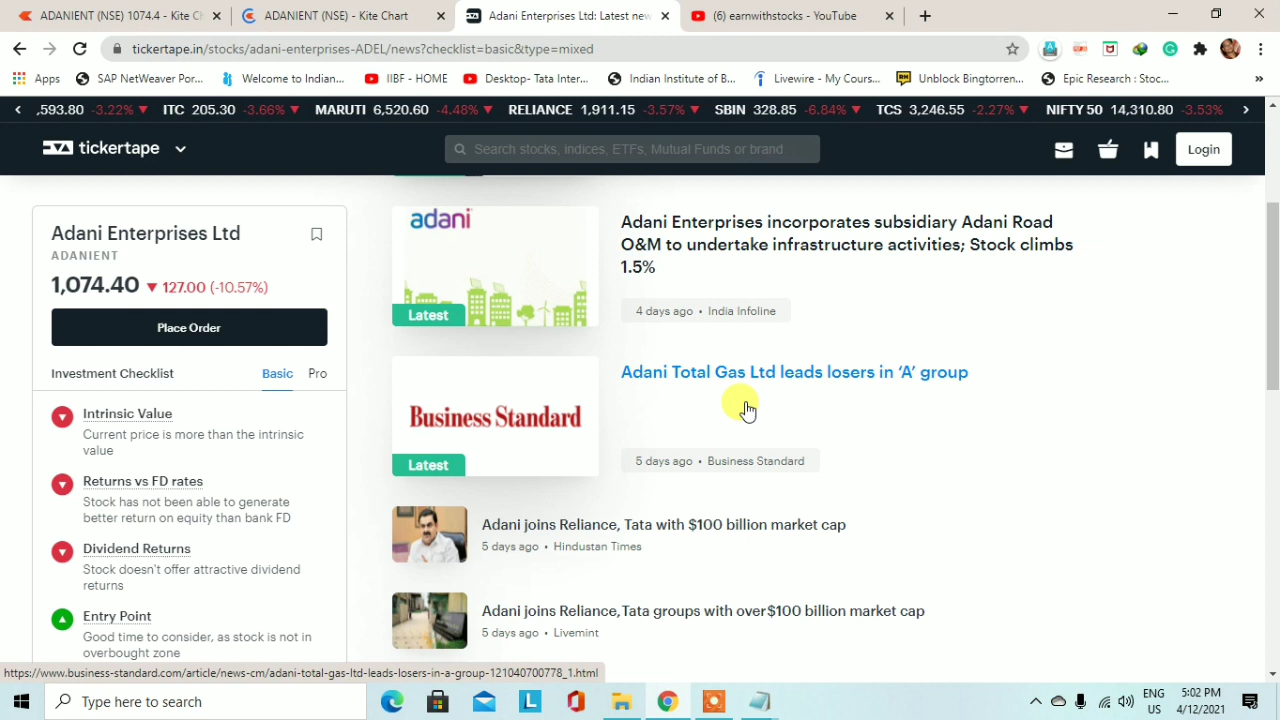 ADANIENT (NSE) 1074.4 - Kite C
ADANIENT (NSE) - Kite Chart
Adani Enterprises Ltd: Latest new
(6) earnwithstocks - YouTube
tickertape.in/stocks/adani-enterprises-ADEL/news?checklist=basic&type=mixed
Apps
SAP NetWeaver Por...
Welcome to Indian...
IIBF - HOME
Desktop- Tata Inter...
Indian Institute of B...
Livewire - My Cours...
Unblock Bingtorren...
Epic Research : Stoc...
,593.80 -3.22% ITC 205.30 -3.66% MARUTI 6,520.60 -4.48% RELIANCE 1,911.15 -3.57% SBIN 328.85 -6.84% TCS 3,246.55 -2.27% NIFTY 50 14,310.80 -3.53%
tickertape
Search stocks, indices, ETFs, Mutual Funds or brand
Login
Adani Enterprises Ltd
ADANIENT
1,074.40 127.00 (-10.57%)
Place Order
Investment Checklist
Basic
Pro
Intrinsic Value
Current price is more than the intrinsic
value
Returns vs FD rates
Stock has not been able to generate
better return on equity than bank FD
Dividend Returns
Stock doesn't offer attractive dividend
returns
Entry Point
Good time to consider, as stock is not in
overbought zone
adani
Latest
Adani Enterprises incorporates subsidiary Adani Road
O&M to undertake infrastructure activities; Stock climbs
1.5%
4 days ago • India Infoline
Business Standard
Latest
Adani Total Gas Ltd leads losers in ‘A’ group
5 days ago • Business Standard
Adani joins Reliance, Tata with $100 billion market cap
5 days ago • Hindustan Times
Adani joins Reliance, Tata groups with over $100 billion market cap
5 days ago • Livemint
https://www.business-standard.com/article/news-cm/adani-total-gas-ltd-leads-losers-in-a-group-121040700778_1.html
Type here to search
ENG
US
5:02 PM
4/12/2021